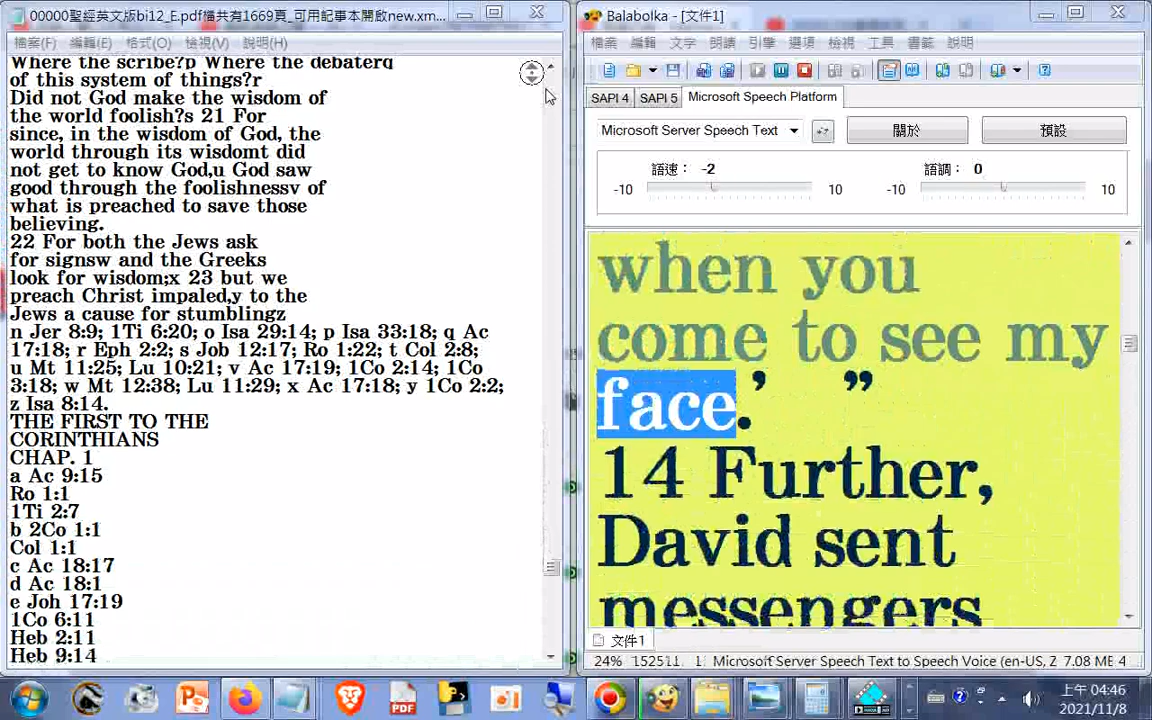 00000聖經英文版bi12_E.pdf檔共有1669頁_可用記事本開啟new.xm...
檔案(F) 編輯(E) 格式(O) 檢視(V) 說明(H)
Where the scribe?p Where the debaterq
of this system of things?r
Did not God make the wisdom of
the world foolish?s 21 For
since, in the wisdom of God, the
world through its wisdomt did
not get to know God,u God saw
good through the foolishnessv of
what is preached to save those
believing.
22 For both the Jews ask
for signsw and the Greeks
look for wisdom;x 23 but we
preach Christ impaled,y to the
Jews a cause for stumblingz
n Jer 8:9; 1Ti 6:20; o Isa 29:14; p Isa 33:18; q Ac
17:18; r Eph 2:2; s Job 12:17; Ro 1:22; t Col 2:8;
u Mt 11:25; Lu 10:21; v Ac 17:19; 1Co 2:14; 1Co
3:18; w Mt 12:38; Lu 11:29; x Ac 17:18; y 1Co 2:2;
z Isa 8:14.
THE FIRST TO THE
CORINTHIANS
CHAP. 1
a Ac 9:15
Ro 1:1
1Ti 2:7
b 2Co 1:1
Col 1:1
c Ac 18:17
d Ac 18:1
e Joh 17:19
1Co 6:11
Heb 2:11
Heb 9:14
Balabolka - [文件1]
檔案 編輯 文字 朗讀 引擎 選項 檢視 工具 書籤 說明
SAPI 4 SAPI 5 Microsoft Speech Platform
Microsoft Server Speech Text 關於 預設
語速： -2 語調： 0
-10 10 -10 10
when you
come to see my
face.’ ”
14 Further,
David sent
messengers
文件1
24% 152511. 1: Microsoft Server Speech Text to Speech Voice (en-US, Z 7.08 ME 4
PDF
上午 04:46
2021/11/8